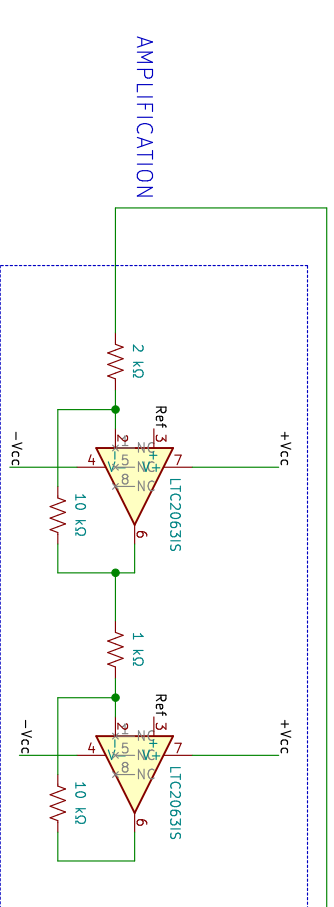 AMPLIFICATION
2 kΩ
Ref
3
+Vcc
2
NC
-
+
5
NC
V-
V+
4
7
−Vcc
8
NC
LTC2063IS
10 kΩ
6
1 kΩ
Ref
3
+Vcc
2
NC
-
+
5
NC
V-
V+
4
7
−Vcc
8
NC
LTC2063IS
10 kΩ
6